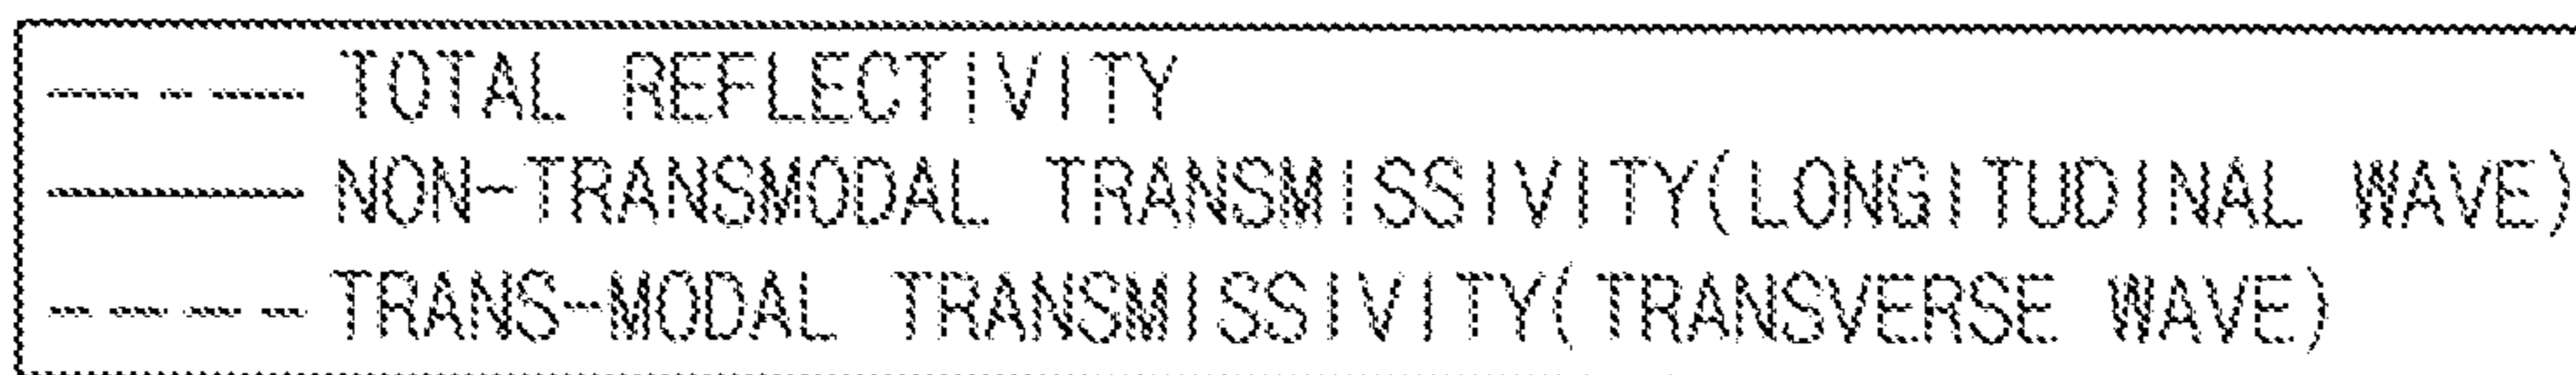 TOTAL REFLECTIVITY
NON-TRANSMODAL TRANSMISSIVITY(LONGITUDINAL WAVE)
TRANS-MODAL TRANSMISSIVITY(TRANSVERSE WAVE)